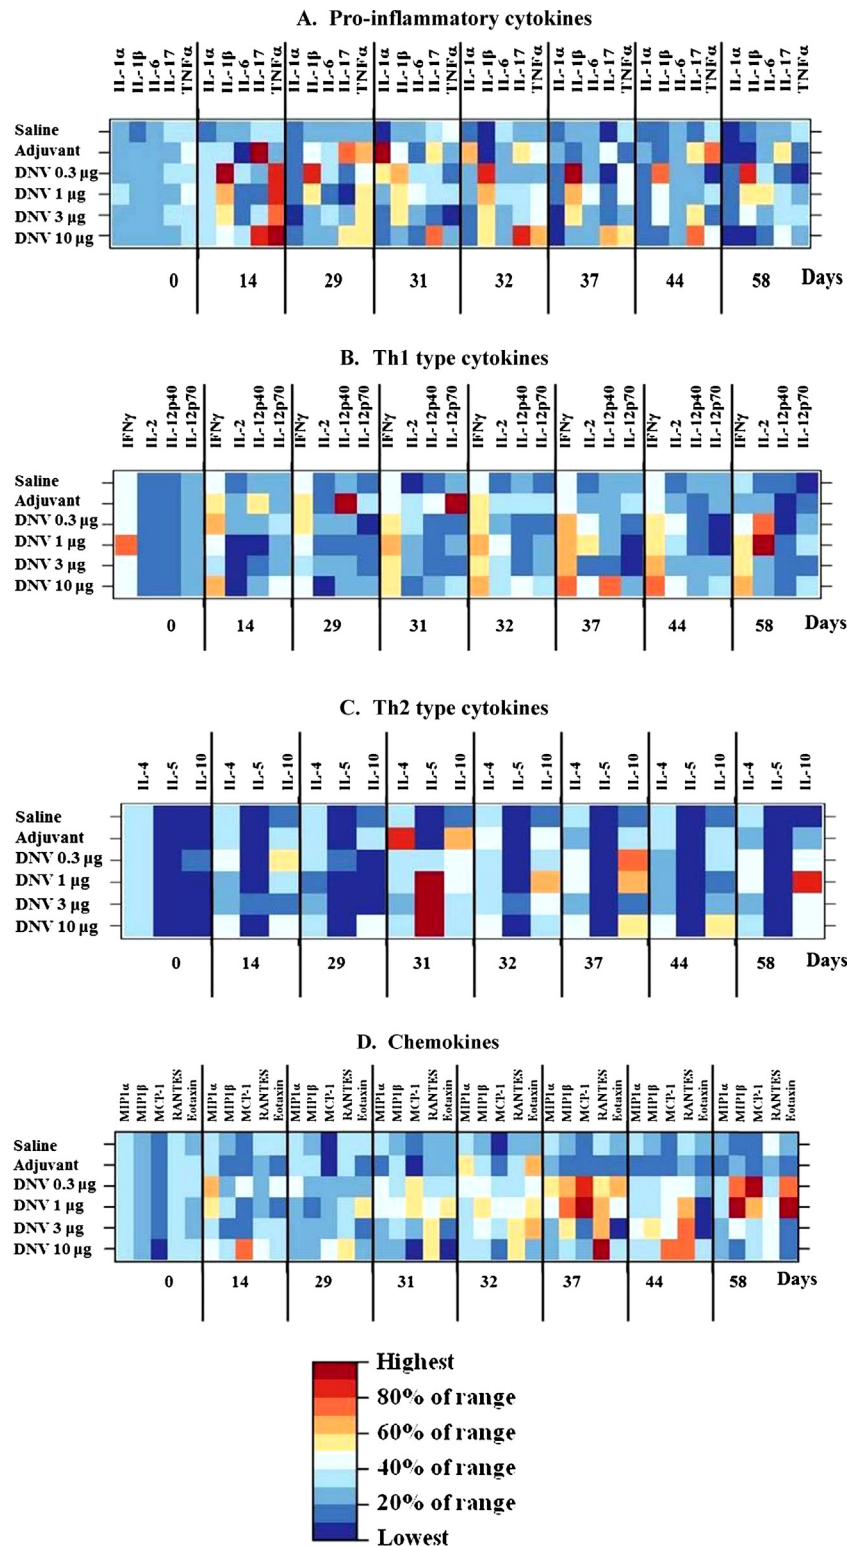 A. Pro-inflammatory cytokines
IL-1α IL-1β IL-6 IL-17 TNFα IL-1α IL-1β IL-6 IL-17 TNFα IL-1α IL-1β IL-6 IL-17 TNFα IL-1α IL-1β IL-6 IL-17 TNFα IL-1α IL-1β IL-6 IL-17 TNFα IL-1α IL-1β IL-6 IL-17 TNFα IL-1α IL-1β IL-6 IL-17 TNFα IL-1α IL-1β IL-6 IL-17 TNFα
Saline
Adjuvant
DNV 0.3 µg
DNV 1 µg
DNV 3 µg
DNV 10 µg
0 14 29 31 32 37 44 58 Days
B. Th1 type cytokines
IFNγ IL-2 IL-12p40 IL-12p70 IFNγ IL-2 IL-12p40 IL-12p70 IFNγ IL-2 IL-12p40 IL-12p70 IFNγ IL-2 IL-12p40 IL-12p70 IFNγ IL-2 IL-12p40 IL-12p70 IFNγ IL-2 IL-12p40 IL-12p70 IFNγ IL-2 IL-12p40 IL-12p70 IFNγ IL-2 IL-12p40 IL-12p70
Saline
Adjuvant
DNV 0.3 µg
DNV 1 µg
DNV 3 µg
DNV 10 µg
0 14 29 31 32 37 44 58 Days
C. Th2 type cytokines
IL-4 IL-5 IL-10 IL-4 IL-5 IL-10 IL-4 IL-5 IL-10 IL-4 IL-5 IL-10 IL-4 IL-5 IL-10 IL-4 IL-5 IL-10 IL-4 IL-5 IL-10 IL-4 IL-5 IL-10
Saline
Adjuvant
DNV 0.3 µg
DNV 1 µg
DNV 3 µg
DNV 10 µg
0 14 29 31 32 37 44 58 Days
D. Chemokines
MIP1α MIP1β MCP-1 RANTES Eotaxin MIP1α MIP1β MCP-1 RANTES Eotaxin MIP1α MIP1β MCP-1 RANTES Eotaxin MIP1α MIP1β MCP-1 RANTES Eotaxin MIP1α MIP1β MCP-1 RANTES Eotaxin MIP1α MIP1β MCP-1 RANTES Eotaxin MIP1α MIP1β MCP-1 RANTES Eotaxin MIP1α MIP1β MCP-1 RANTES Eotaxin
Saline
Adjuvant
DNV 0.3 µg
DNV 1 µg
DNV 3 µg
DNV 10 µg
0 14 29 31 32 37 44 58 Days
Highest
80% of range
60% of range
40% of range
20% of range
Lowest